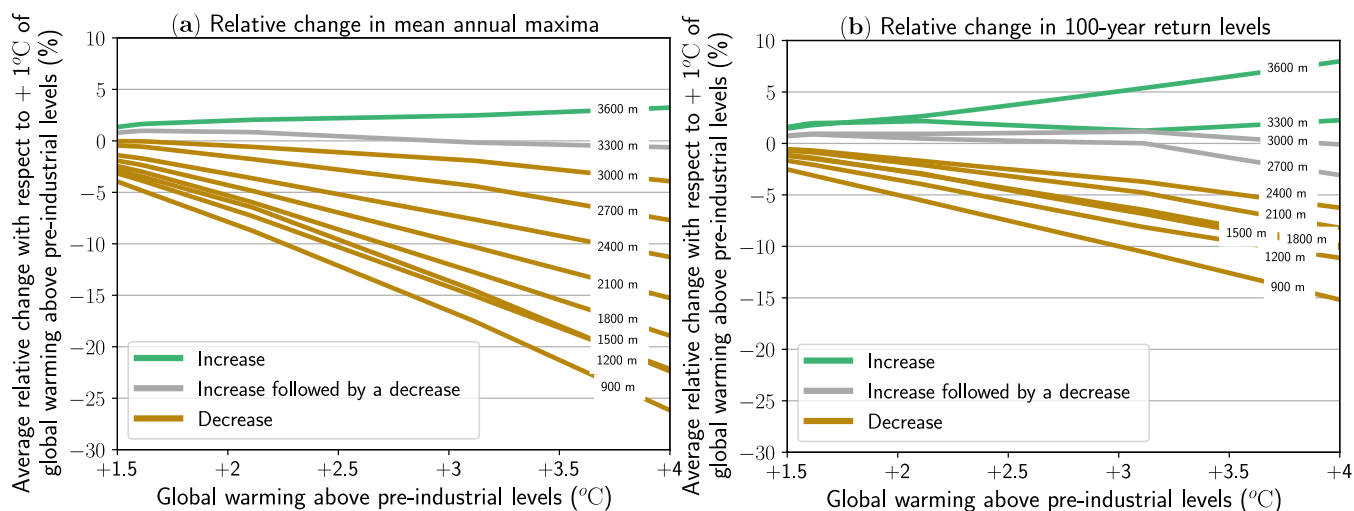 (a) Relative change in mean annual maxima
Average relative change with respect to + 1°C of
global warming above pre-industrial levels (%)
10
5
0
−5
−10
−15
−20
−25
−30
3600 m
3300 m
3000 m
2700 m
2400 m
2100 m
1800 m
1500 m
1200 m
900 m
Increase
Increase followed by a decrease
Decrease
+1.5 +2 +2.5 +3 +3.5 +4
Global warming above pre-industrial levels (°C)
(b) Relative change in 100-year return levels
Average relative change with respect to + 1°C of
global warming above pre-industrial levels (%)
10
5
0
−5
−10
−15
−20
−25
−30
3600 m
3300 m
3000 m
2700 m
2400 m
2100 m
1500 m 1800 m
1200 m
900 m
Increase
Increase followed by a decrease
Decrease
+1.5 +2 +2.5 +3 +3.5 +4
Global warming above pre-industrial levels (°C)